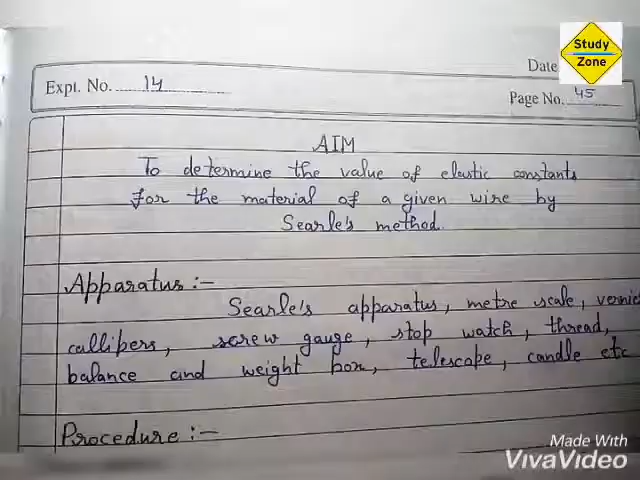 Study
Zone
Date
Expt. No. 14
Page No. 45
AIM
To determine the value of elastic constants
for the material of a given wire by
Searle's method.
Apparatus :-
Searle's apparatus, metre scale,
callipers, screw gauge, stop watch, thread,
balance and weight box, telescope, candle etc
Procedure :-
Made With
VivaVideo